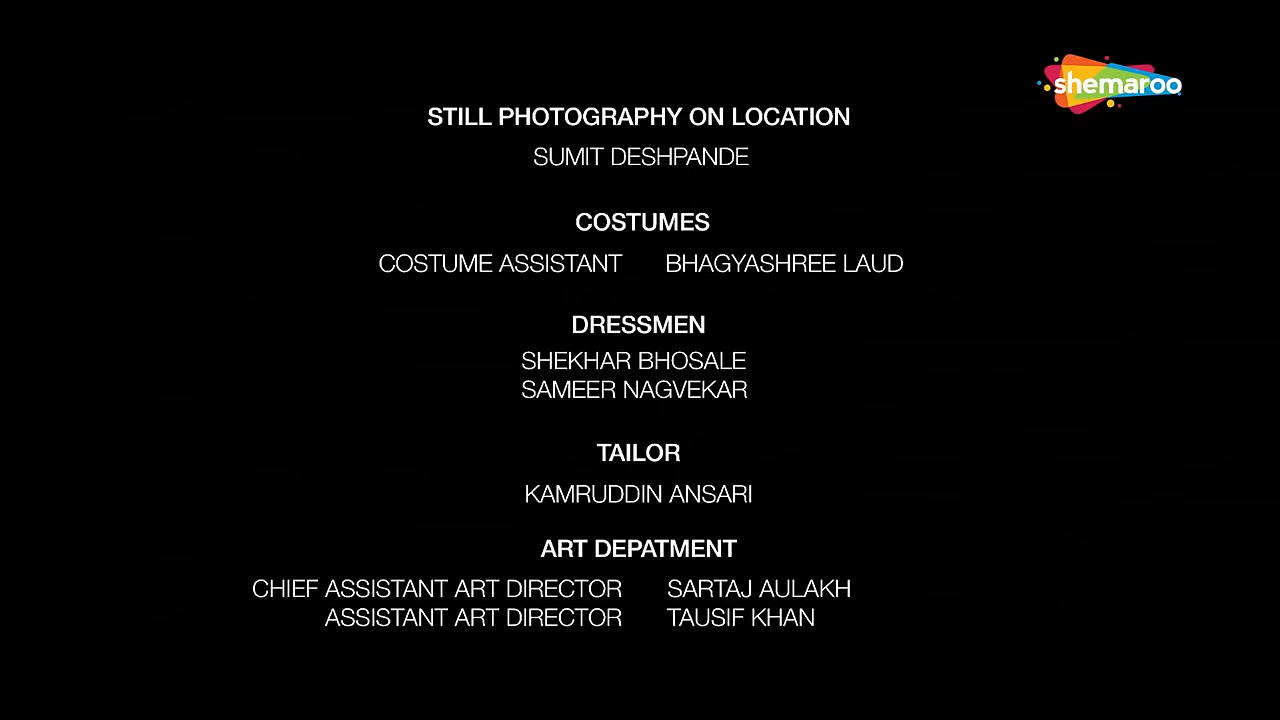 shemaroo
STILL PHOTOGRAPHY ON LOCATION
SUMIT DESHPANDE
COSTUMES
COSTUME ASSISTANT BHAGYASHREE LAUD
DRESSMEN
SHEKHAR BHOSALE
SAMEER NAGVEKAR
TAILOR
KAMRUDDIN ANSARI
ART DEPATMENT
CHIEF ASSISTANT ART DIRECTOR SARTAJ AULAKH
ASSISTANT ART DIRECTOR TAUSIF KHAN